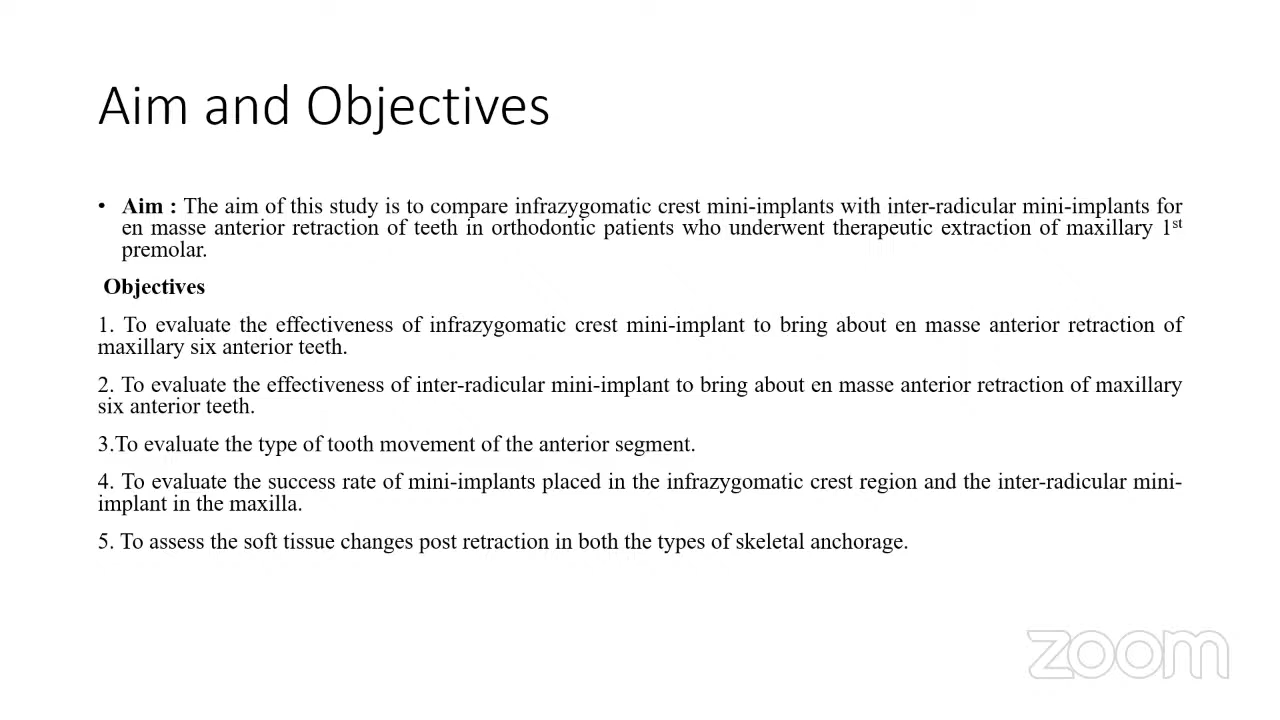 Aim and Objectives
• Aim : The aim of this study is to compare infrazygomatic crest mini-implants with inter-radicular mini-implants for
en masse anterior retraction of teeth in orthodontic patients who underwent therapeutic extraction of maxillary 1st
premolar.
Objectives
1. To evaluate the effectiveness of infrazygomatic crest mini-implant to bring about en masse anterior retraction of
maxillary six anterior teeth.
2. To evaluate the effectiveness of inter-radicular mini-implant to bring about en masse anterior retraction of maxillary
six anterior teeth.
3.To evaluate the type of tooth movement of the anterior segment.
4. To evaluate the success rate of mini-implants placed in the infrazygomatic crest region and the inter-radicular mini-
implant in the maxilla.
5. To assess the soft tissue changes post retraction in both the types of skeletal anchorage.
zoom